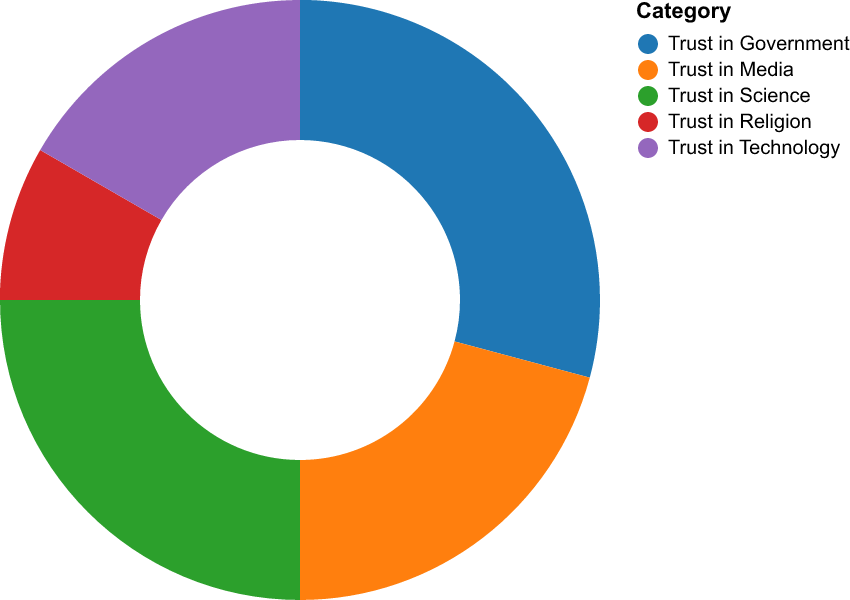 Category
Trust in Government
Trust in Media
Trust in Science
Trust in Religion
Trust in Technology